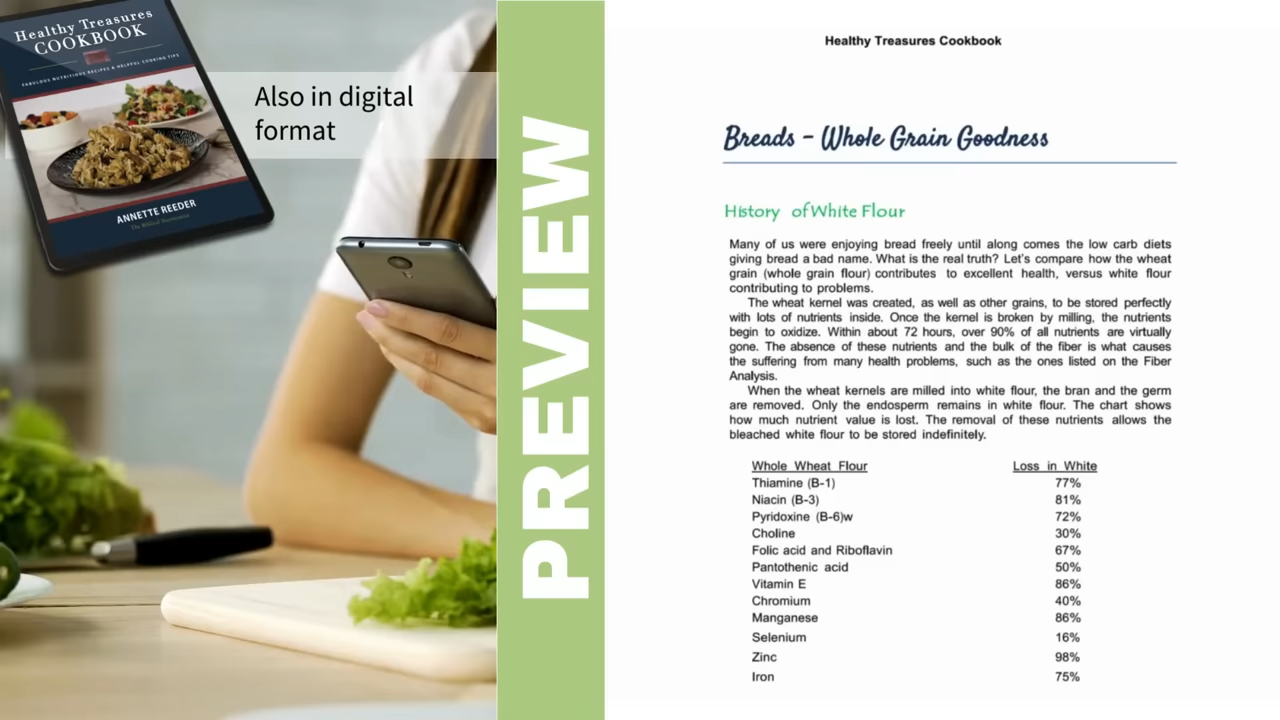 Healthy Treasures
COOKBOOK
FABULOUS NUTRITIOUS RECIPES & HELPFUL COOKING TIPS
ANNETTE REEDER
The Biblical Nutritionist
Also in digital
format
PREVIEW
Healthy Treasures Cookbook
Breads – Whole Grain Goodness
History of White Flour
Many of us were enjoying bread freely until along comes the low carb diets
giving bread a bad name. What is the real truth? Let's compare how the wheat
grain (whole grain flour) contributes to excellent health, versus white flour
contributing to problems.
The wheat kernel was created, as well as other grains, to be stored perfectly
with lots of nutrients inside. Once the kernel is broken by milling, the nutrients
begin to oxidize. Within about 72 hours, over 90% of all nutrients are virtually
gone. The absence of these nutrients and the bulk of the fiber is what causes
the suffering from many health problems, such as the ones listed on the Fiber
Analysis.
When the wheat kernels are milled into white flour, the bran and the germ
are removed. Only the endosperm remains in white flour. The chart shows
how much nutrient value is lost. The removal of these nutrients allows the
bleached white flour to be stored indefinitely.
Whole Wheat Flour Loss in White
Thiamine (B-1) 77%
Niacin (B-3) 81%
Pyridoxine (B-6)w 72%
Choline 30%
Folic acid and Riboflavin 67%
Pantothenic acid 50%
Vitamin E 86%
Chromium 40%
Manganese 86%
Selenium 16%
Zinc 98%
Iron 75%